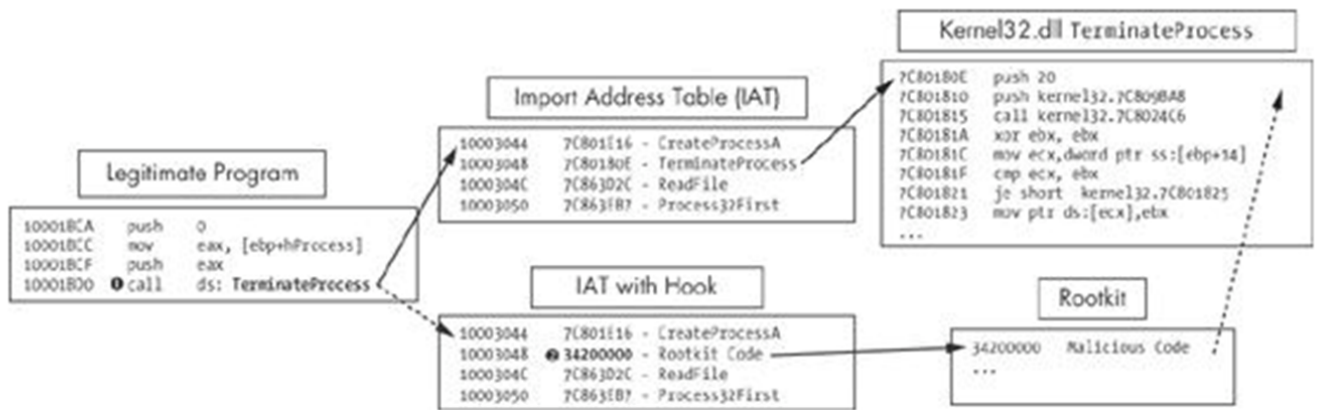 Legitimate Program
10001BCA push 0
10001BCC mov eax, [ebp+hProcess]
10001BCF push eax
10001BD0 ❶call ds: TerminateProcess
Import Address Table (IAT)
10003044 7C801E16 - CreateProcessA
10003048 7C80180E - TerminateProcess
1000304C 7C863D2C - ReadFile
10003050 7C863EB7 - Process32First
Kernel32.dll TerminateProcess
7C80180E push 20
7C801810 push kernel32.7C809BA8
7C801815 call kernel32.7C8024C6
7C80181A xor ebx, ebx
7C80181C mov ecx,dword ptr ss:[ebp+14]
7C80181F cmp ecx, ebx
7C801821 je short kernel32.7C801825
7C801823 mov ptr ds:[ecx],ebx
...
IAT with Hook
10003044 7C801E16 - CreateProcessA
10003048 ❷34200000 - Rootkit Code
1000304C 7C863D2C - ReadFile
10003050 7C863EB7 - Process32First
Rootkit
34200000 Malicious Code
...